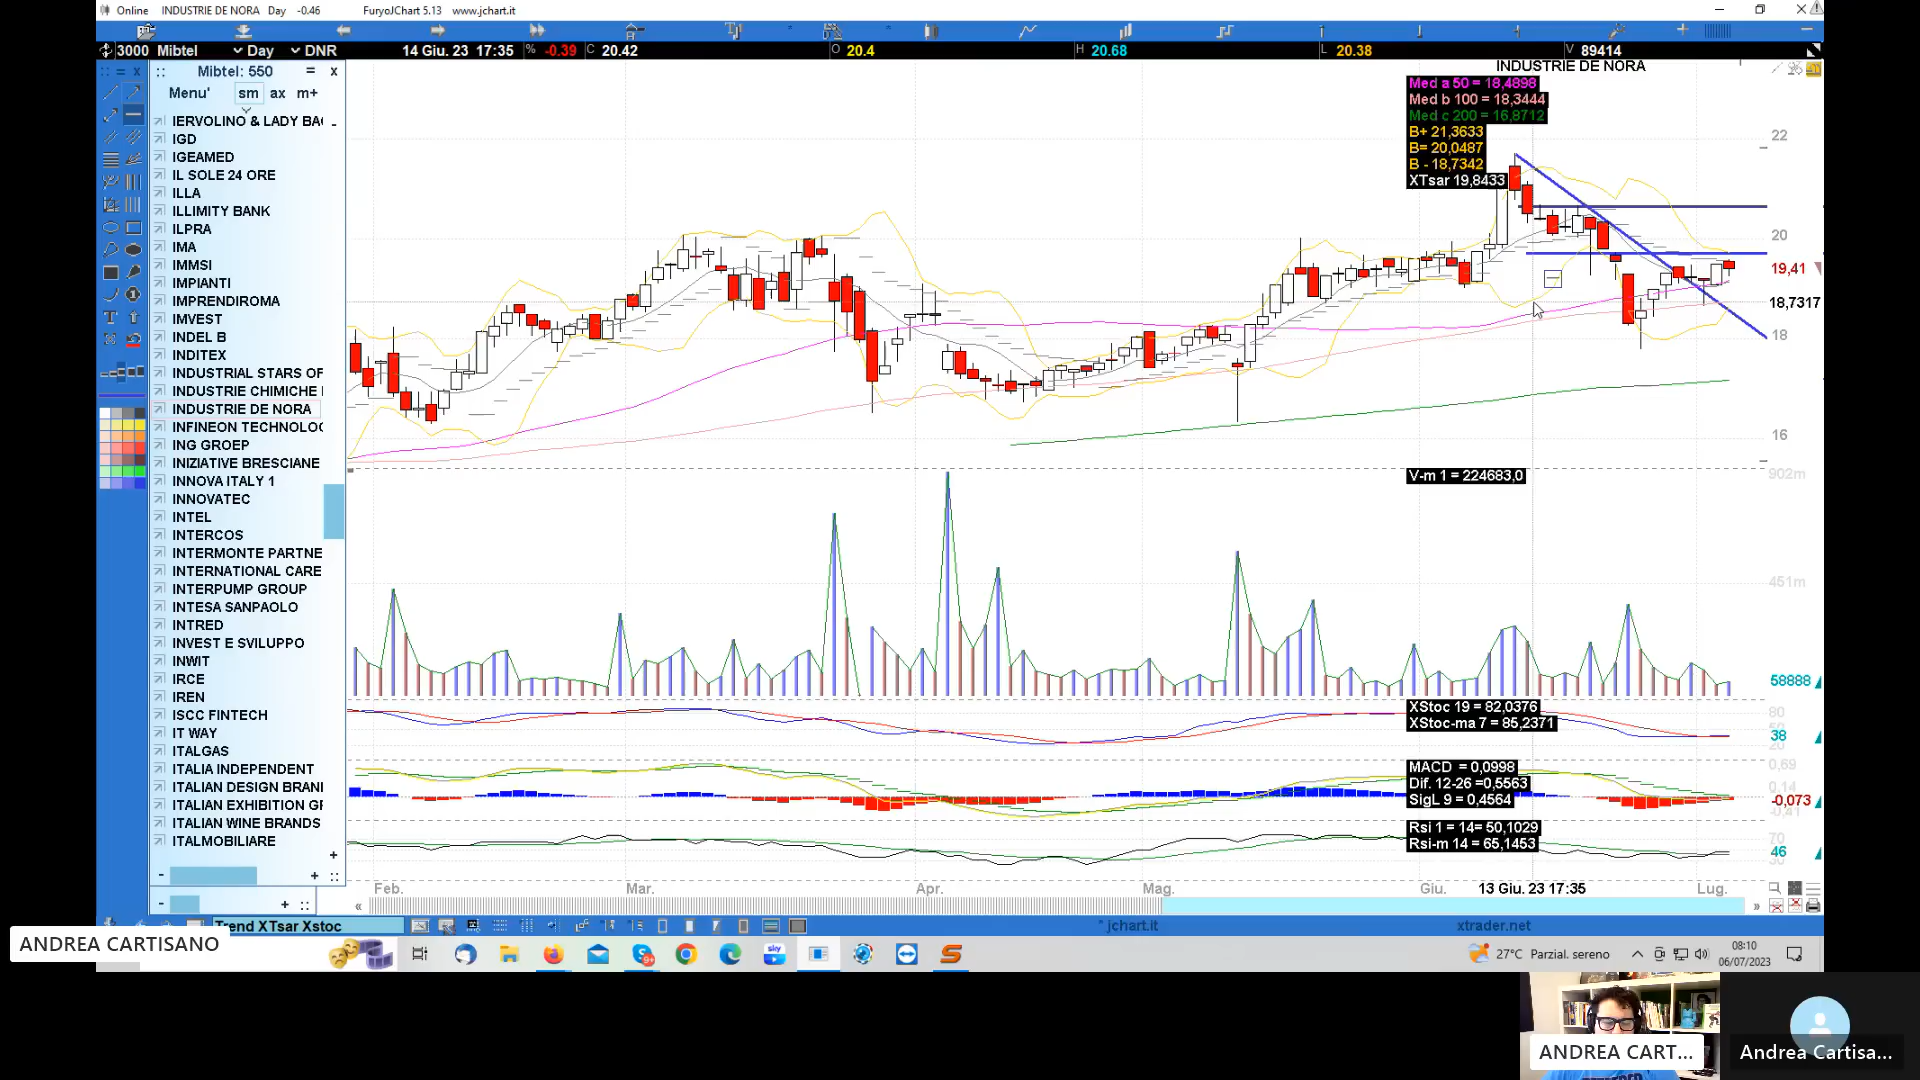 Online INDUSTRIE DE NORA Day -0.46 FuryoJChart 5.13 www.jchart.it
3000 Mibtel Day DNR 14 Giu. 23 17:35 % -0.39 C 20.42 O 20.4 H 20.68 L 20.38 V 89414
Mibtel: 550 = x
Menu' sm ax m+
IERVOLINO & LADY BA
IGD
IGEAMED
IL SOLE 24 ORE
ILLA
ILLIMITY BANK
ILPRA
IMA
IMMSI
IMPIANTI
IMPRENDIROMA
IMVEST
INDEL B
INDITEX
INDUSTRIAL STARS OF
INDUSTRIE CHIMICHE
INDUSTRIE DE NORA
INFINEON TECHNOLOG
ING GROEP
INIZIATIVE BRESCIANE
INNOVA ITALY 1
INNOVATEC
INTEL
INTERCOS
INTERMONTE PARTNE
INTERNATIONAL CARE
INTERPUMP GROUP
INTESA SANPAOLO
INTRED
INVEST E SVILUPPO
INWIT
IRCE
IREN
ISCC FINTECH
IT WAY
ITALGAS
ITALIA INDEPENDENT
ITALIAN DESIGN BRANI
ITALIAN EXHIBITION GF
ITALIAN WINE BRANDS
ITALMOBILIARE
INDUSTRIE DE NORA
Med a 50 = 18,4898
Med b 100 = 18,3444
Med c 200 = 16,8712
B+ 21,3633
B= 20,0487
B - 18,7342
XTsar 19,8433
22
20
19,41
18,7317
18
16
V-m 1 = 224683,0
902m
451m
58888
XStoc 19 = 82,0376
XStoc-ma 7 = 85,2371
80
38
20
MACD = 0,0998
Dif. 12-26 =0,5563
SigL 9 = 0,4564
0,69
0,14
-0,073
-0,41
Rsi 1 = 14= 50,1029
Rsi-m 14 = 65,1453
70
46
30
Feb. Mar. Apr. Mag. Giu. 13 Giu. 23 17:35 Lug.
Trend XTsar Xstoc
jchart.it xtrader.net
ANDREA CARTISANO
sky
9+
27°C Parzial. sereno
08:10
06/07/2023
ANDREA CART...
Andrea Cartisa...